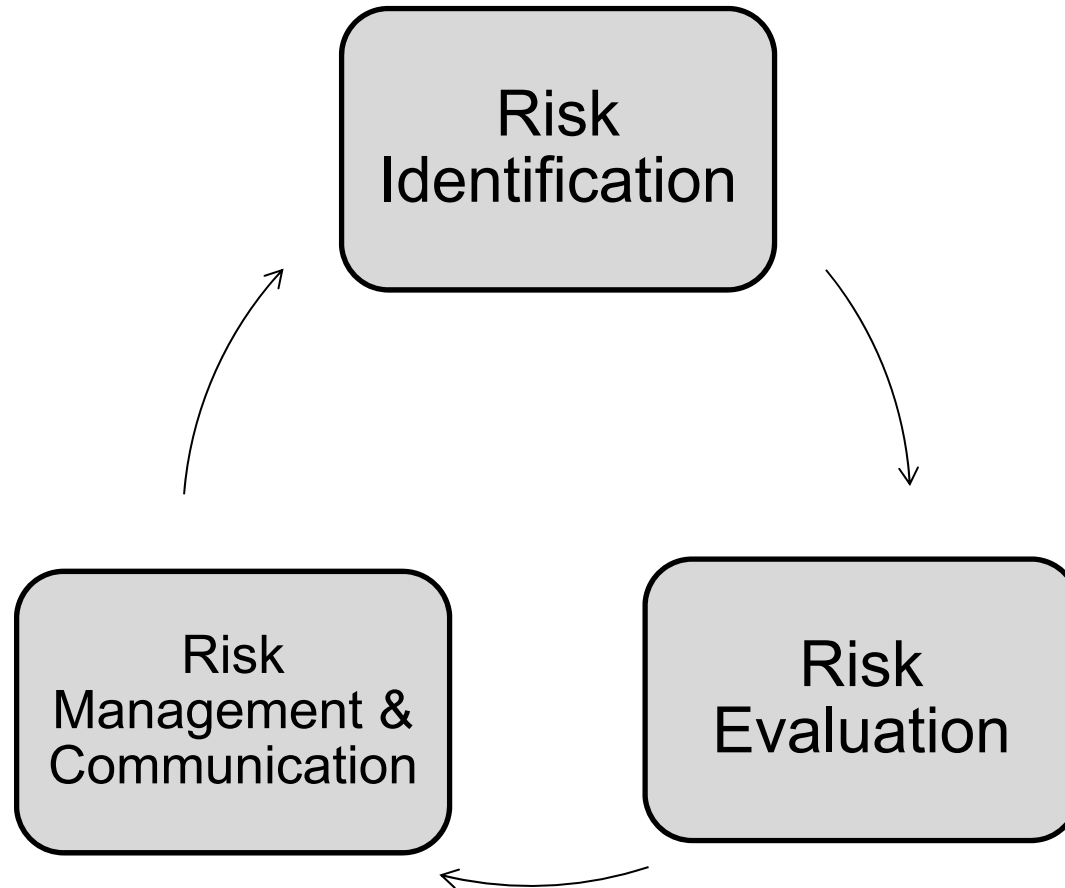 Risk
Identification
Risk
Evaluation
Risk
Management &
Communication